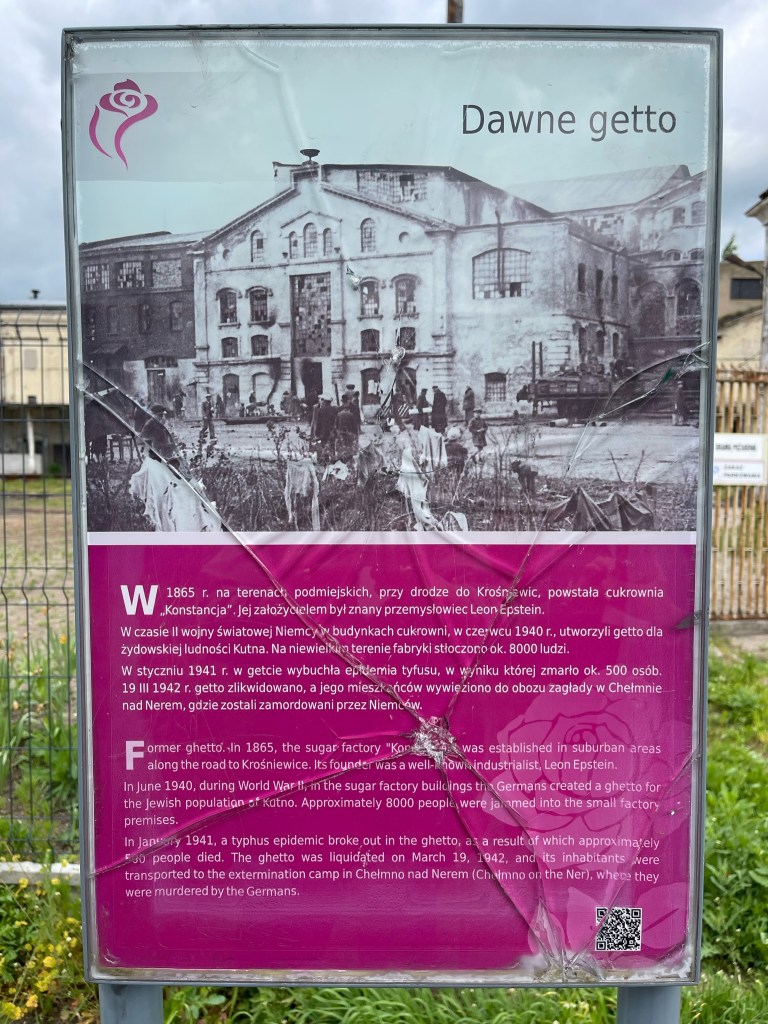 Dawne getto
W 1865 r. na terenach podmiejskich, przy drodze do Krośniewic, powstała cukrownia
„Konstancja”. Jej założycielem był znany przemysłowiec Leon Epstein.
W czasie II wojny światowej Niemcy w budynkach cukrowni, w czerwcu 1940 r., utworzyli getto dla
żydowskiej ludności Kutna. Na niewielkim terenie fabryki stłoczono ok. 8000 ludzi.
W styczniu 1941 r. w getcie wybuchła epidemia tyfusu, w wyniku której zmarło ok. 500 osób.
19 III 1942 r. getto zlikwidowano, a jego mieszkańców wywieziono do obozu zagłady w Chełmnie
nad Nerem, gdzie zostali zamordowani przez Niemców.
Former ghetto. In 1865, the sugar factory "Kon was established in suburban areas
along the road to Krośniewice. Its founder was a well-known industrialist, Leon Epstein.
In June 1940, during World War II, in the sugar factory buildings the Germans created a ghetto for
the Jewish population of Kutno. Approximately 8000 people were jammed into the small factory
premises.
In January 1941, a typhus epidemic broke out in the ghetto, as a result of which approximately
500 people died. The ghetto was liquidated on March 19, 1942, and its inhabitants were
transported to the extermination camp in Chełmno nad Nerem (Chełmno on the Ner), where they
were murdered by the Germans.